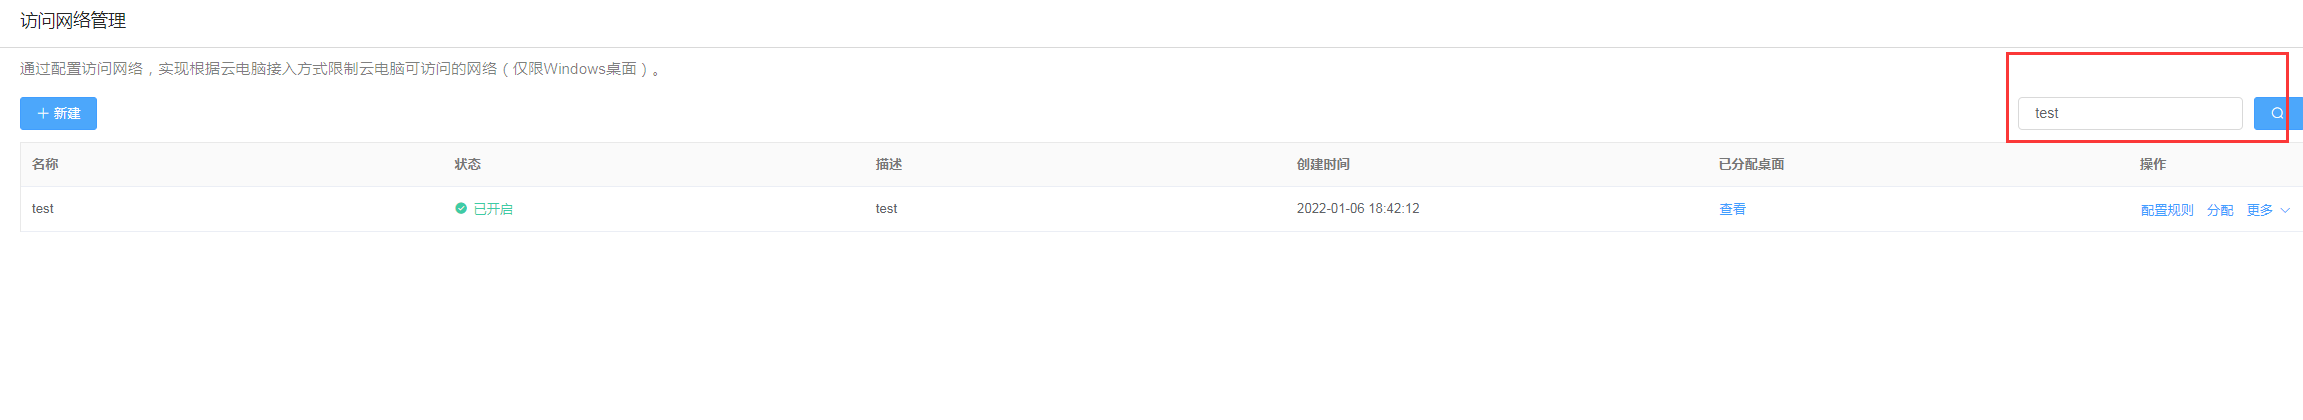 访问网络管理
通过配置访问网络，实现根据云电脑接入方式限制云电脑可访问的网络（仅限Windows桌面）。
新建
test
名称 状态 描述 创建时间 已分配桌面 操作
test 已开启 test 2022-01-06 18:42:12 查看 配置规则 分配 更多